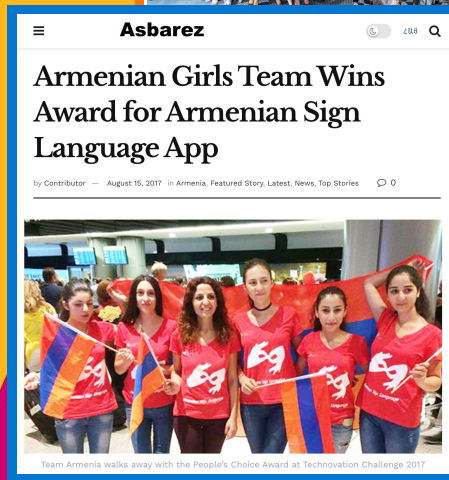 Asbarez
ՀԱՅ
Armenian Girls Team Wins
Award for Armenian Sign
Language App
by Contributor — August 15, 2017 in Armenia, Featured Story, Latest, News, Top Stories 0
Team Armenia walks away with the People's Choice Award at Technovation Challenge 2017